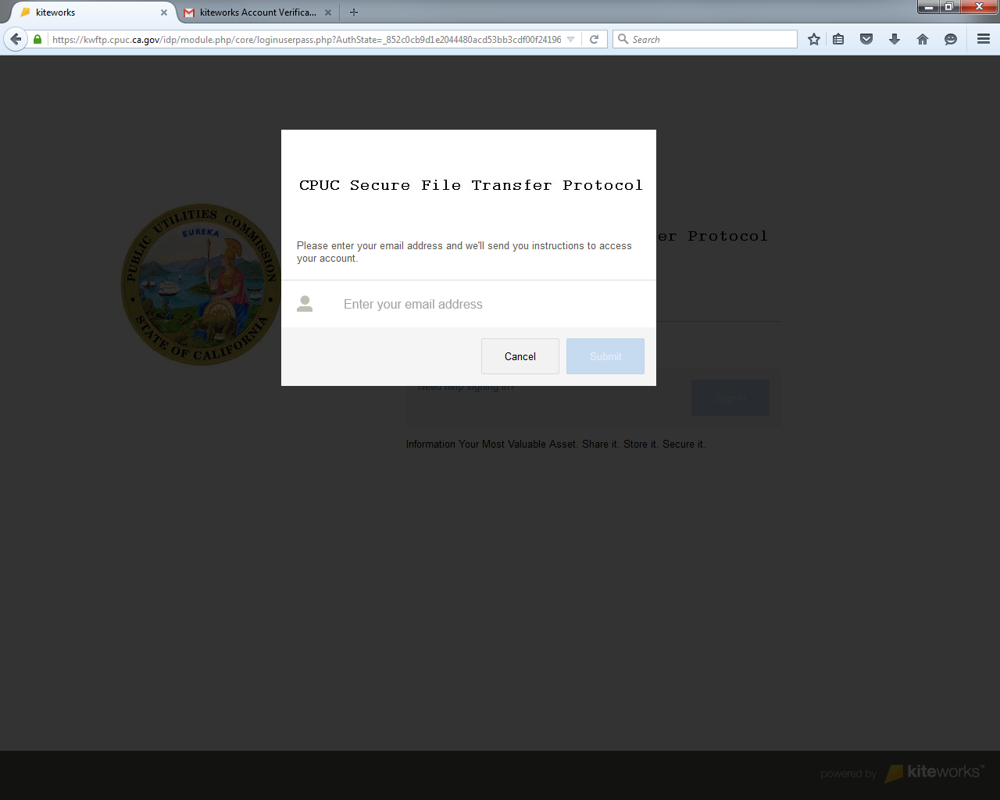 kiteworks
kiteworks Account Verifica...
https://kwftp.cpuc.ca.gov/idp/module.php/core/loginuserpass.php?AuthState=_852c0cb9d1e2044480acd53bb3cdf00f24196
Search
CPUC Secure File Transfer Protocol
PUBLIC UTILITIES COMMISSION
EUREKA
STATE OF CALIFORNIA
er Protocol
Please enter your email address and we'll send you instructions to access
your account.
Enter your email address
Cancel
Submit
Need help signing in?
Sign In
Information Your Most Valuable Asset. Share it. Store it. Secure it.
powered by kiteworks™